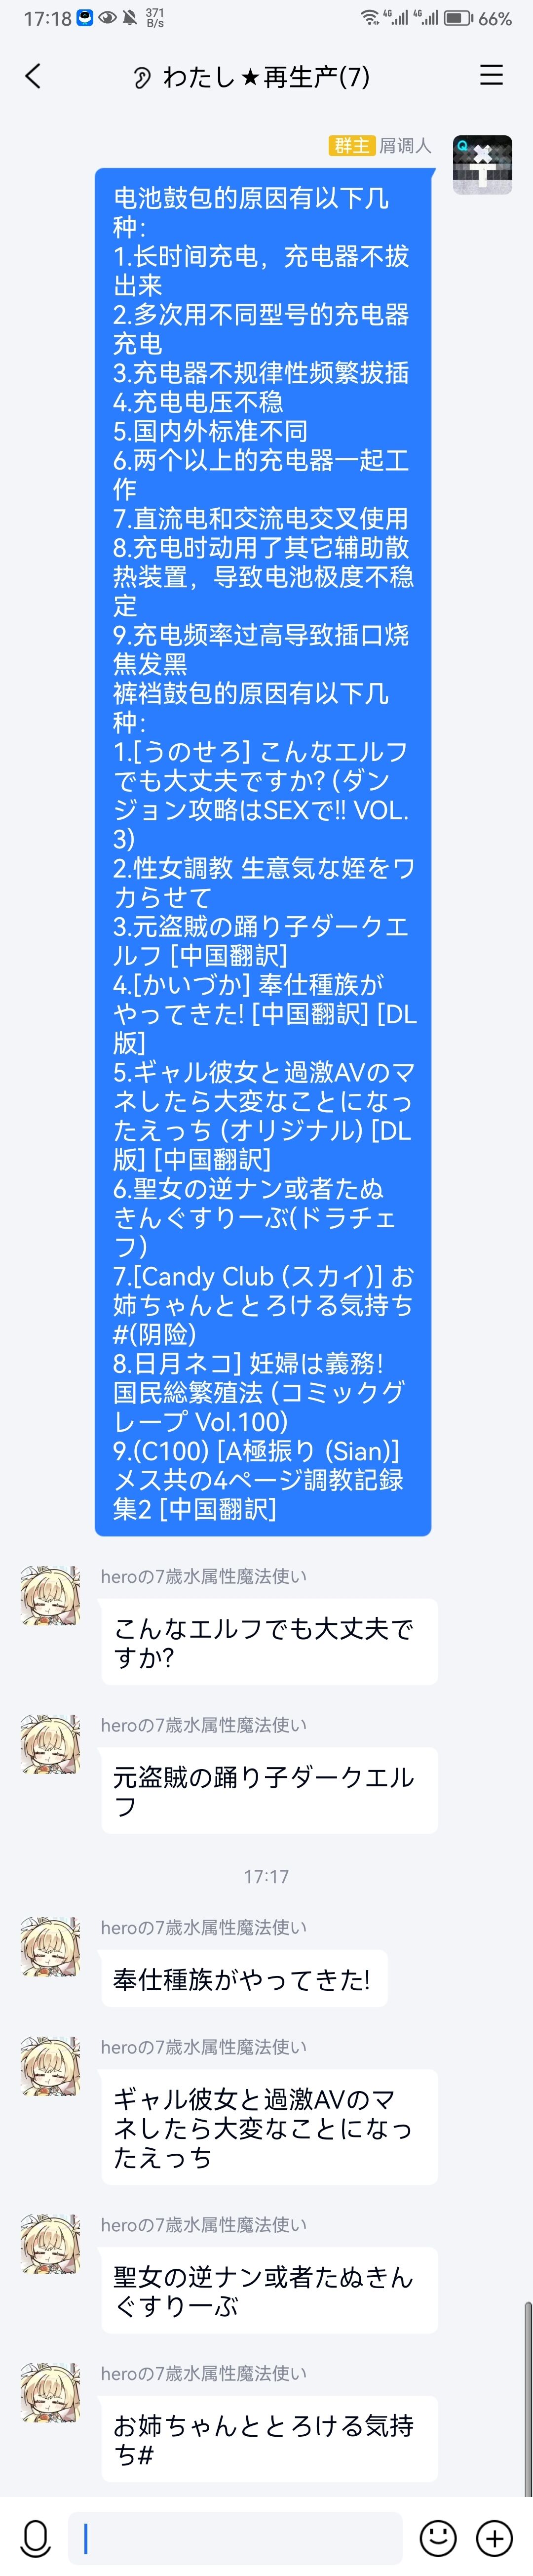 17:18
371
B/s
4G
4G
66%
わたし★再生产(7)
群主 屑调人
电池鼓包的原因有以下几
种：
1.长时间充电，充电器不拔
出来
2.多次用不同型号的充电器
充电
3.充电器不规律性频繁拔插
4.充电电压不稳
5.国内外标准不同
6.两个以上的充电器一起工
作
7.直流电和交流电交叉使用
8.充电时动用了其它辅助散
热装置，导致电池极度不稳
定
9.充电频率过高导致插口烧
焦发黑
裤裆鼓包的原因有以下几
种：
1.[うのせろ] こんなエルフ
でも大丈夫ですか? (ダン
ジョン攻略はSEXで!! VOL.
3)
2.性女調教 生意気な姪をワ
カらせて
3.元盗賊の踊り子ダークエ
ルフ [中国翻訳]
4.[かいづか] 奉仕種族が
やってきた! [中国翻訳] [DL
版]
5.ギャル彼女と過激AVのマ
ネしたら大変なことになっ
たえっち (オリジナル) [DL
版] [中国翻訳]
6.聖女の逆ナン或者たぬ
きんぐすりーぶ(ドラチェ
フ)
7.[Candy Club (スカイ)] お
姉ちゃんととろける気持ち
#(阴险)
8.日月ネコ] 妊婦は義務!
国民総繁殖法 (コミックグ
レープ Vol.100)
9.(C100) [A極振り (Sian)]
メス共の4ページ調教記録
集2 [中国翻訳]
heroの7歳水属性魔法使い
こんなエルフでも大丈夫で
すか?
heroの7歳水属性魔法使い
元盗賊の踊り子ダークエル
フ
17:17
heroの7歳水属性魔法使い
奉仕種族がやってきた!
heroの7歳水属性魔法使い
ギャル彼女と過激AVのマ
ネしたら大変なことになっ
たえっち
heroの7歳水属性魔法使い
聖女の逆ナン或者たぬきん
ぐすりーぶ
heroの7歳水属性魔法使い
お姉ちゃんととろける気持
ち#